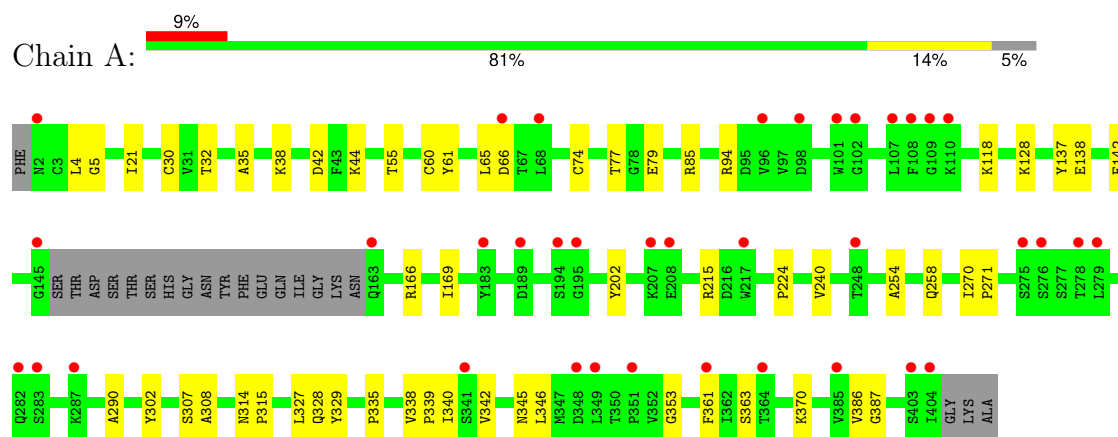 9%
Chain A:
81% 14% 5%
PHE N2 C3 L4 G5 I21 C30 V31 T32 A35 K38 D42 F43 K44 T55 C60 Y61 L65 D66 T67 L68 C74 T77 G78 E79 R85 R94 D95 V96 V97 D98 W101 G102 L107 F108 G109 K110 K118 K128 Y137 E138
G145 SER THR ASP SER THR SER HIS GLY ASN TYR PHE GLU GLN ILE GLY LYS ASN Q163 R166 I169 Y183 D189 S194 G195 Y202 K207 E208 R215 D216 W217 P224 V240 T248 A254 Q258 I270 P271 S275 S276 S277 T278 L279
Q282 S283 K287 A290 Y302 S307 A308 N314 P315 L327 Q328 Y329 P335 V338 P339 I340 S341 V342 N345 L346 M347 D348 L349 T350 P351 V352 G353 F361 I362 S363 T364 K370 V385 V386 G387 S403 I404 GLY LYS ALA